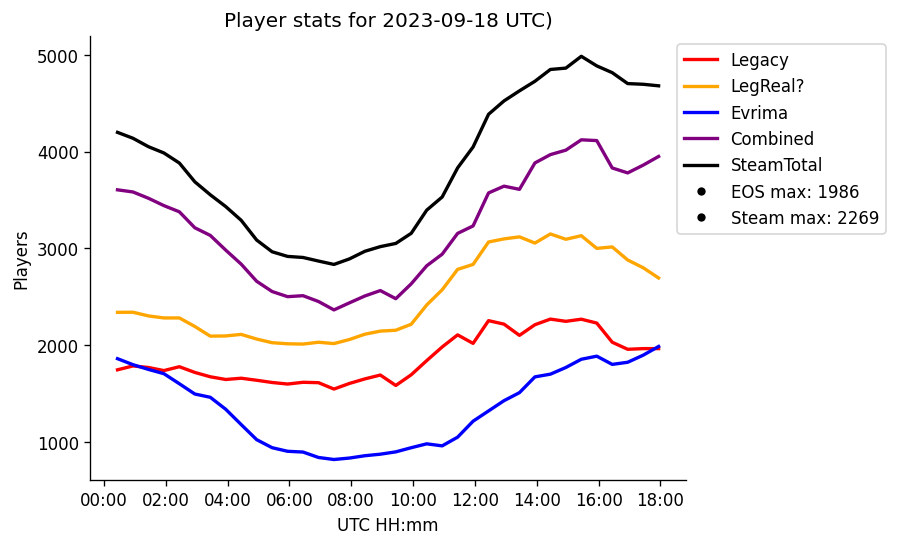 Player stats for 2023-09-18 UTC)
5000
4000
3000
2000
1000
Players
00:00 02:00 04:00 06:00 08:00 10:00 12:00 14:00 16:00 18:00
UTC HH:mm
Legacy
LegReal?
Evrima
Combined
SteamTotal
EOS max: 1986
Steam max: 2269